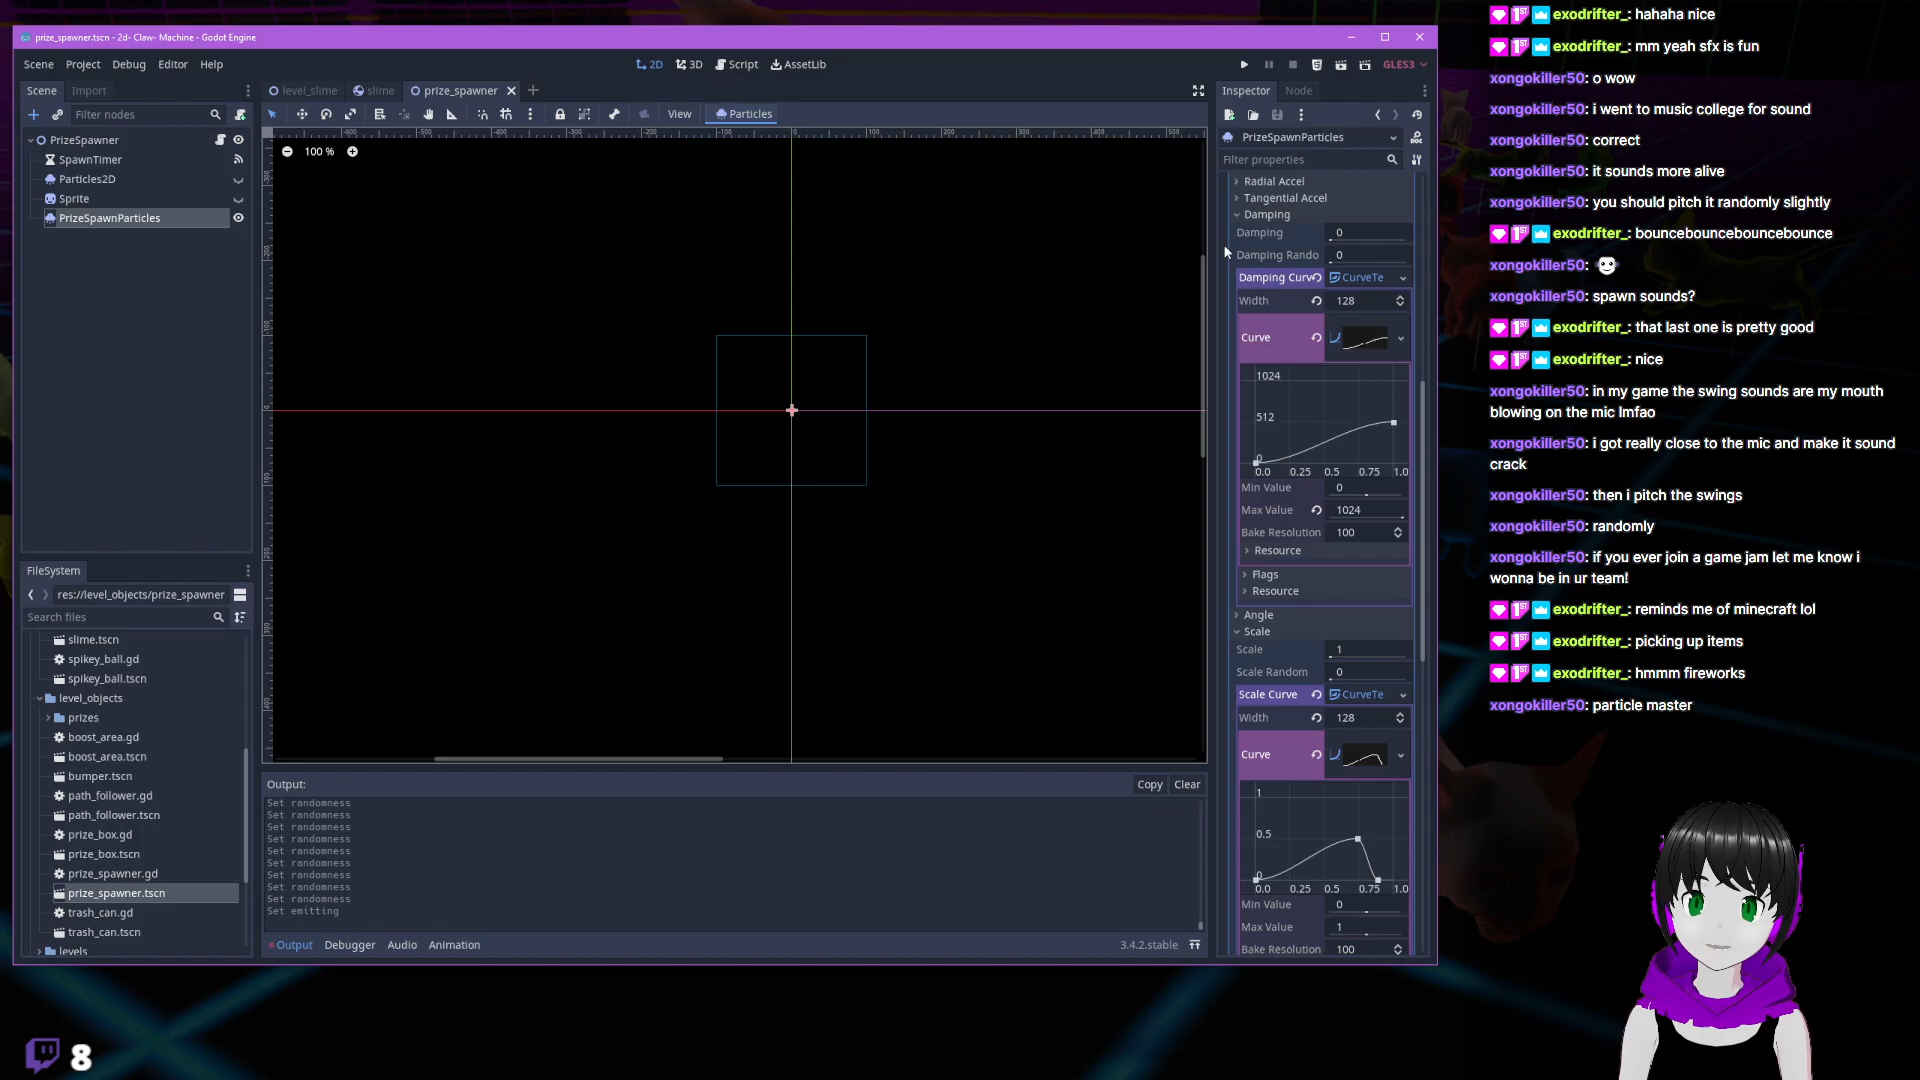 prize_spawner.tscn - 2d- Claw- Machine - Godot Engine
Scene Project Debug Editor Help
2D 3D Script AssetLib
GLES3
Scene Import
level_slime slime prize_spawner
Inspector Node
Filter nodes
View Particles
PrizeSpawner
SpawnTimer
Particles2D
Sprite
PrizeSpawnParticles
100 %
PrizeSpawnParticles
Filter properties
Radial Accel
Tangential Accel
Damping
Damping 0
Damping Rando 0
Damping Curv CurveTe
Width 128
Curve
1024
512
0
0.0 0.25 0.5 0.75 1.0
Min Value 0
Max Value 1024
Bake Resolution 100
Resource
Flags
Resource
Angle
Scale
Scale 1
Scale Random 0
Scale Curve CurveTe
Width 128
Curve
1
0.5
0
0.0 0.25 0.5 0.75 1.0
Min Value 0
Max Value 1
Bake Resolution 100
FileSystem
res://level_objects/prize_spawner
Search files
slime.tscn
spikey_ball.gd
spikey_ball.tscn
level_objects
prizes
boost_area.gd
boost_area.tscn
bumper.tscn
path_follower.gd
path_follower.tscn
prize_box.gd
prize_box.tscn
prize_spawner.gd
prize_spawner.tscn
trash_can.gd
trash_can.tscn
levels
Output:
Copy Clear
Set randomness
Set randomness
Set randomness
Set randomness
Set randomness
Set randomness
Set randomness
Set randomness
Set randomness
Set emitting
Output Debugger Audio Animation
3.4.2.stable
exodrifter_: hahaha nice
exodrifter_: mm yeah sfx is fun
xongokiller50: o wow
xongokiller50: i went to music college for sound
xongokiller50: correct
xongokiller50: it sounds more alive
xongokiller50: you should pitch it randomly slightly
exodrifter_: bouncebouncebouncebounce
xongokiller50:
xongokiller50: spawn sounds?
exodrifter_: that last one is pretty good
exodrifter_: nice
xongokiller50: in my game the swing sounds are my mouth
blowing on the mic lmfao
xongokiller50: i got really close to the mic and make it sound
crack
xongokiller50: then i pitch the swings
xongokiller50: randomly
xongokiller50: if you ever join a game jam let me know i
wonna be in ur team!
exodrifter_: reminds me of minecraft lol
exodrifter_: picking up items
exodrifter_: hmmm fireworks
xongokiller50: particle master
8